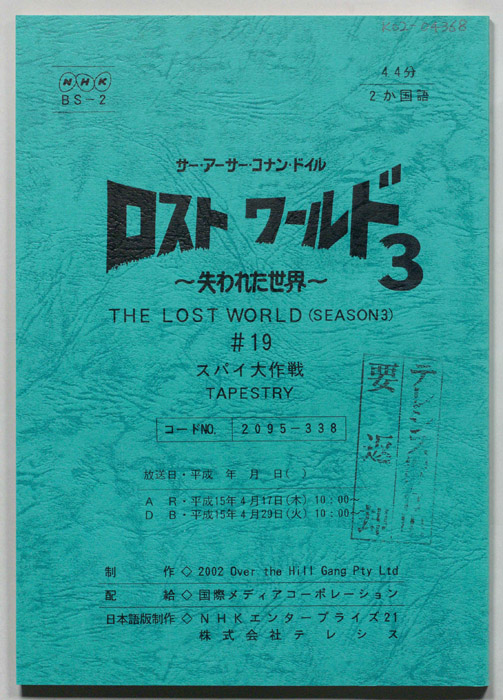 K02-04368
NHK
BS-2
44分
2か国語
サー・アーサー・コナン・ドイル
ロスト ワールド3
～失われた世界～
THE LOST WORLD (SEASON3)
#19
スパイ大作戦
TAPESTRY
コードNO. 2095-338
放送日・平成 年 月 日( )
A R・平成15年4月17日(木) 10:00～
D B・平成15年4月29日(火) 10:00～
要返
制 作◇2002 Over the Hill Gang Pty Ltd
配 給◇国際メディアコーポレーション
日本語版制作◇NHKエンタープライズ21
株式会社テレシス